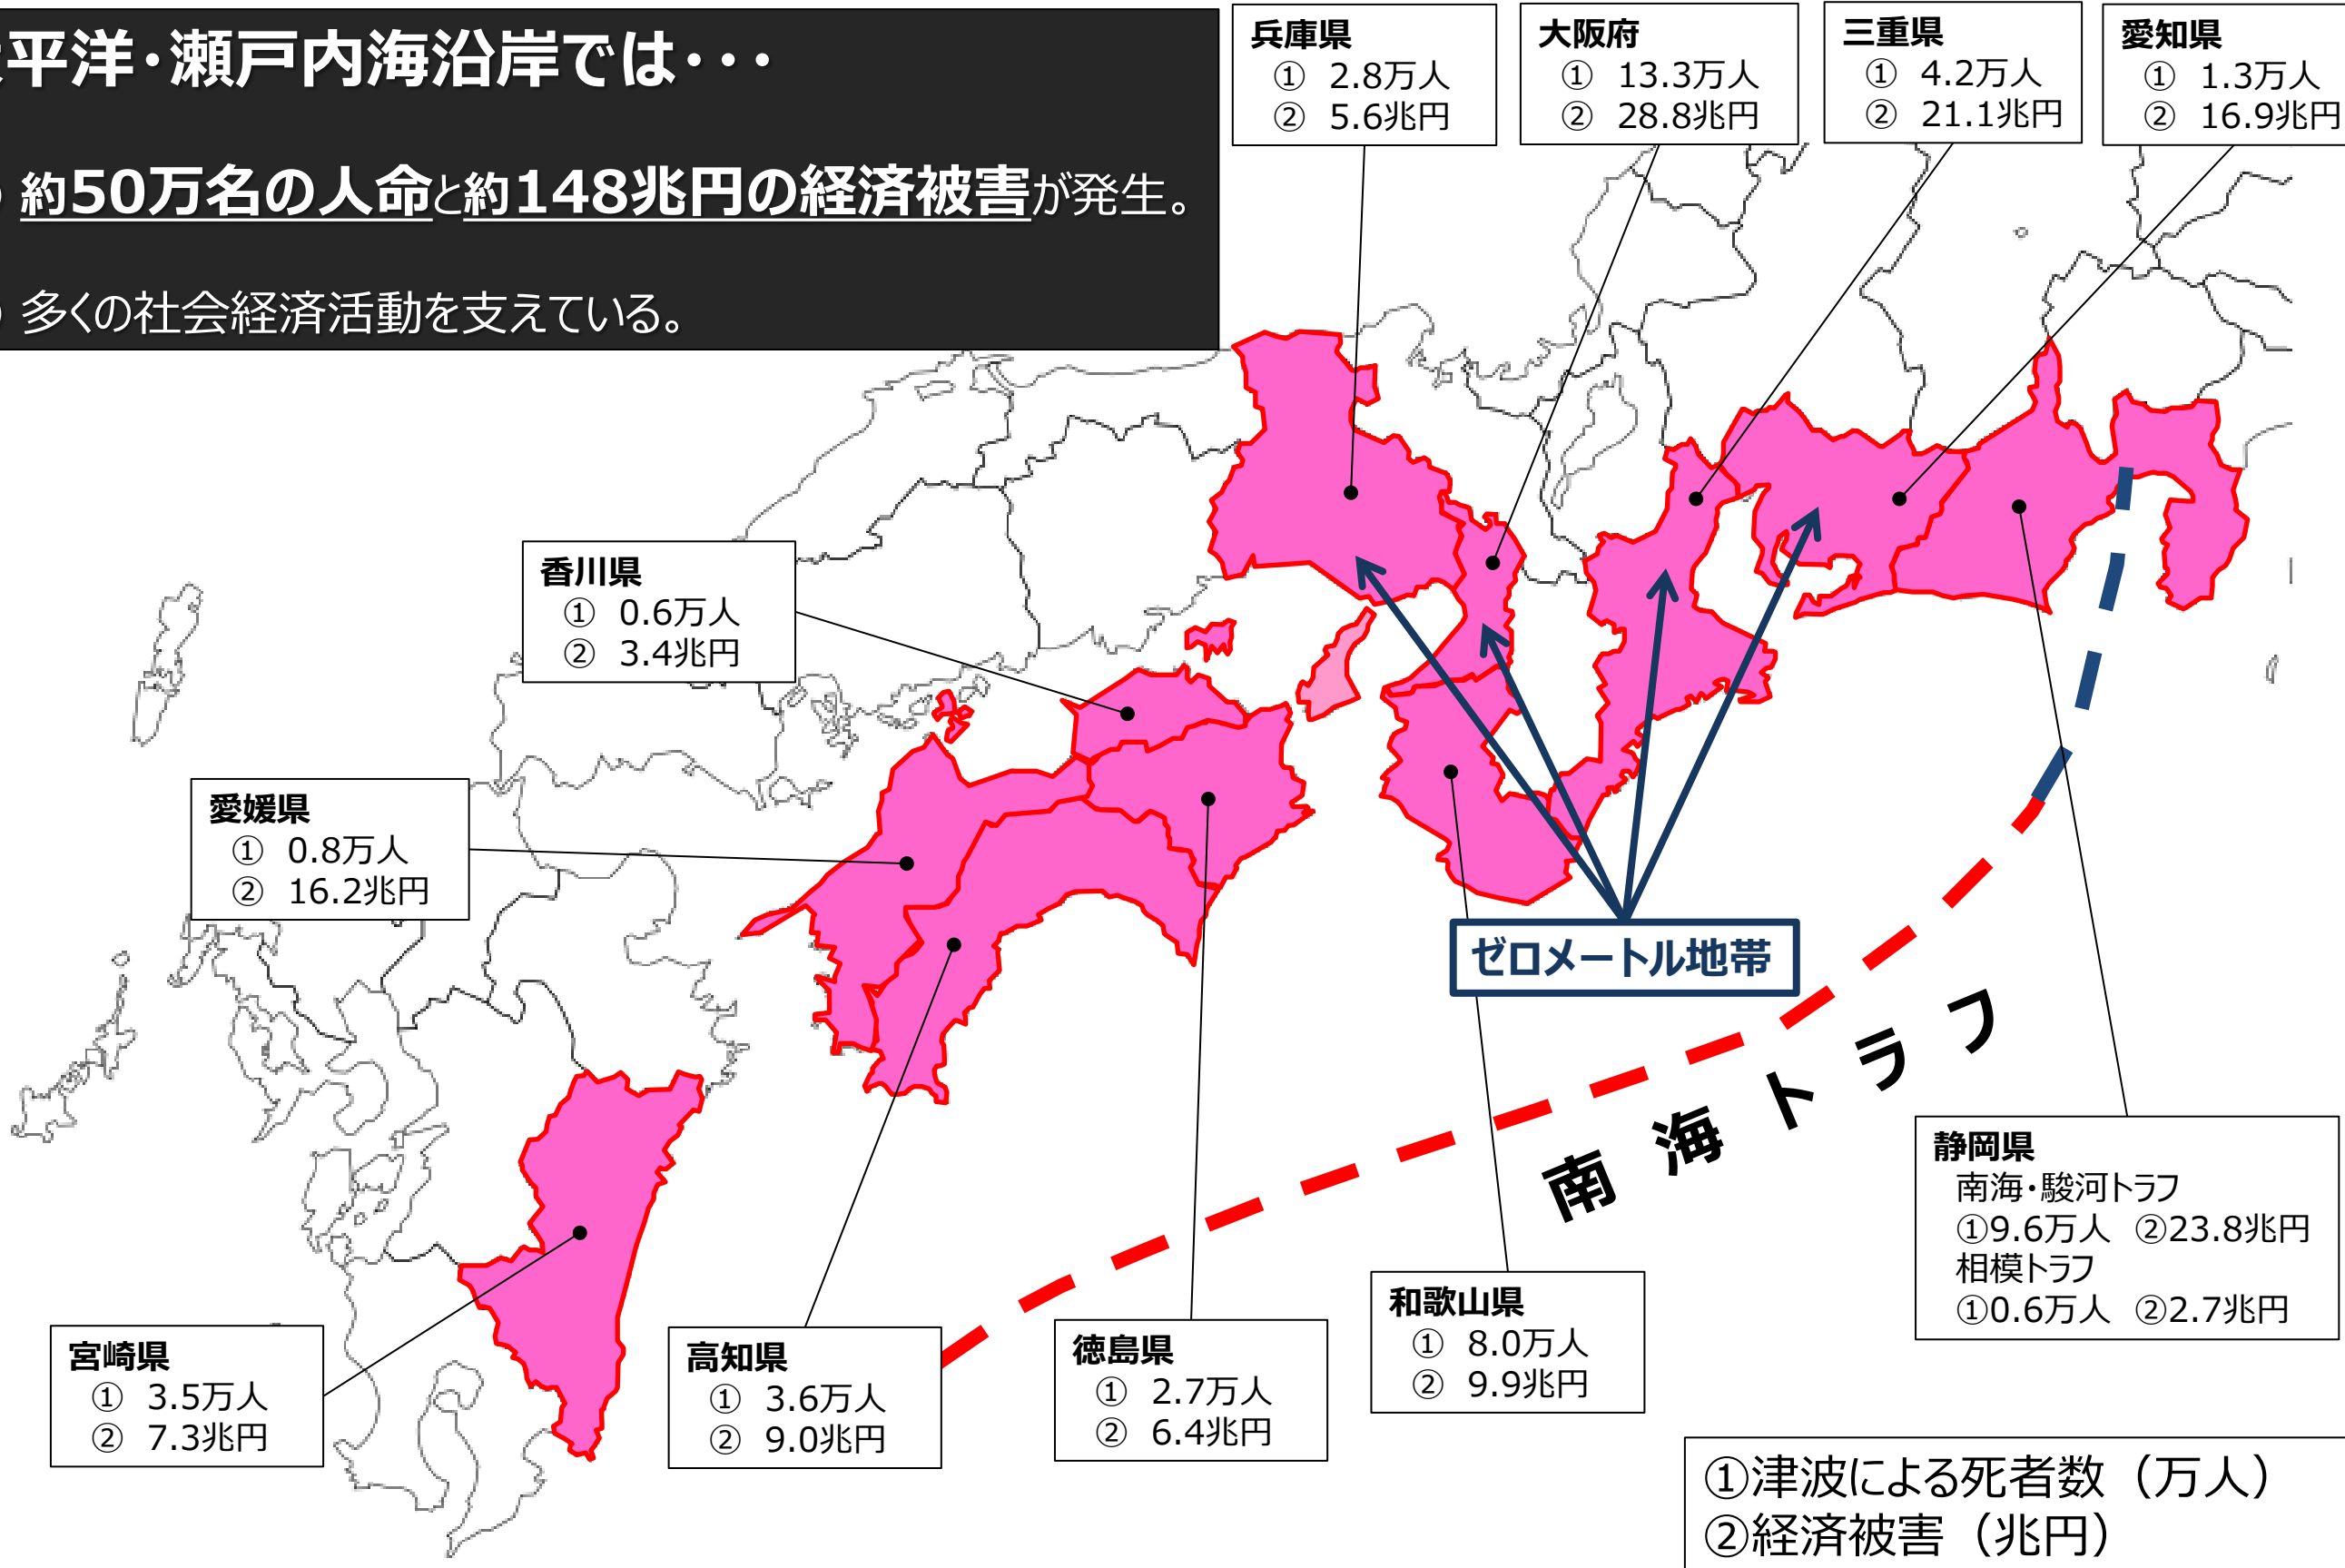 平洋・瀬戸内海沿岸では・・・
約50万名の人命と約148兆円の経済被害が発生。
多くの社会経済活動を支えている。
兵庫県
① 2.8万人
② 5.6兆円
大阪府
① 13.3万人
② 28.8兆円
三重県
① 4.2万人
② 21.1兆円
愛知県
① 1.3万人
② 16.9兆円
香川県
① 0.6万人
② 3.4兆円
愛媛県
① 0.8万人
② 16.2兆円
ゼロメートル地帯
南海トラフ
静岡県
南海・駿河トラフ
①9.6万人 ②23.8兆円
相模トラフ
①0.6万人 ②2.7兆円
和歌山県
① 8.0万人
② 9.9兆円
徳島県
① 2.7万人
② 6.4兆円
高知県
① 3.6万人
② 9.0兆円
宮崎県
① 3.5万人
② 7.3兆円
①津波による死者数（万人）
②経済被害（兆円）